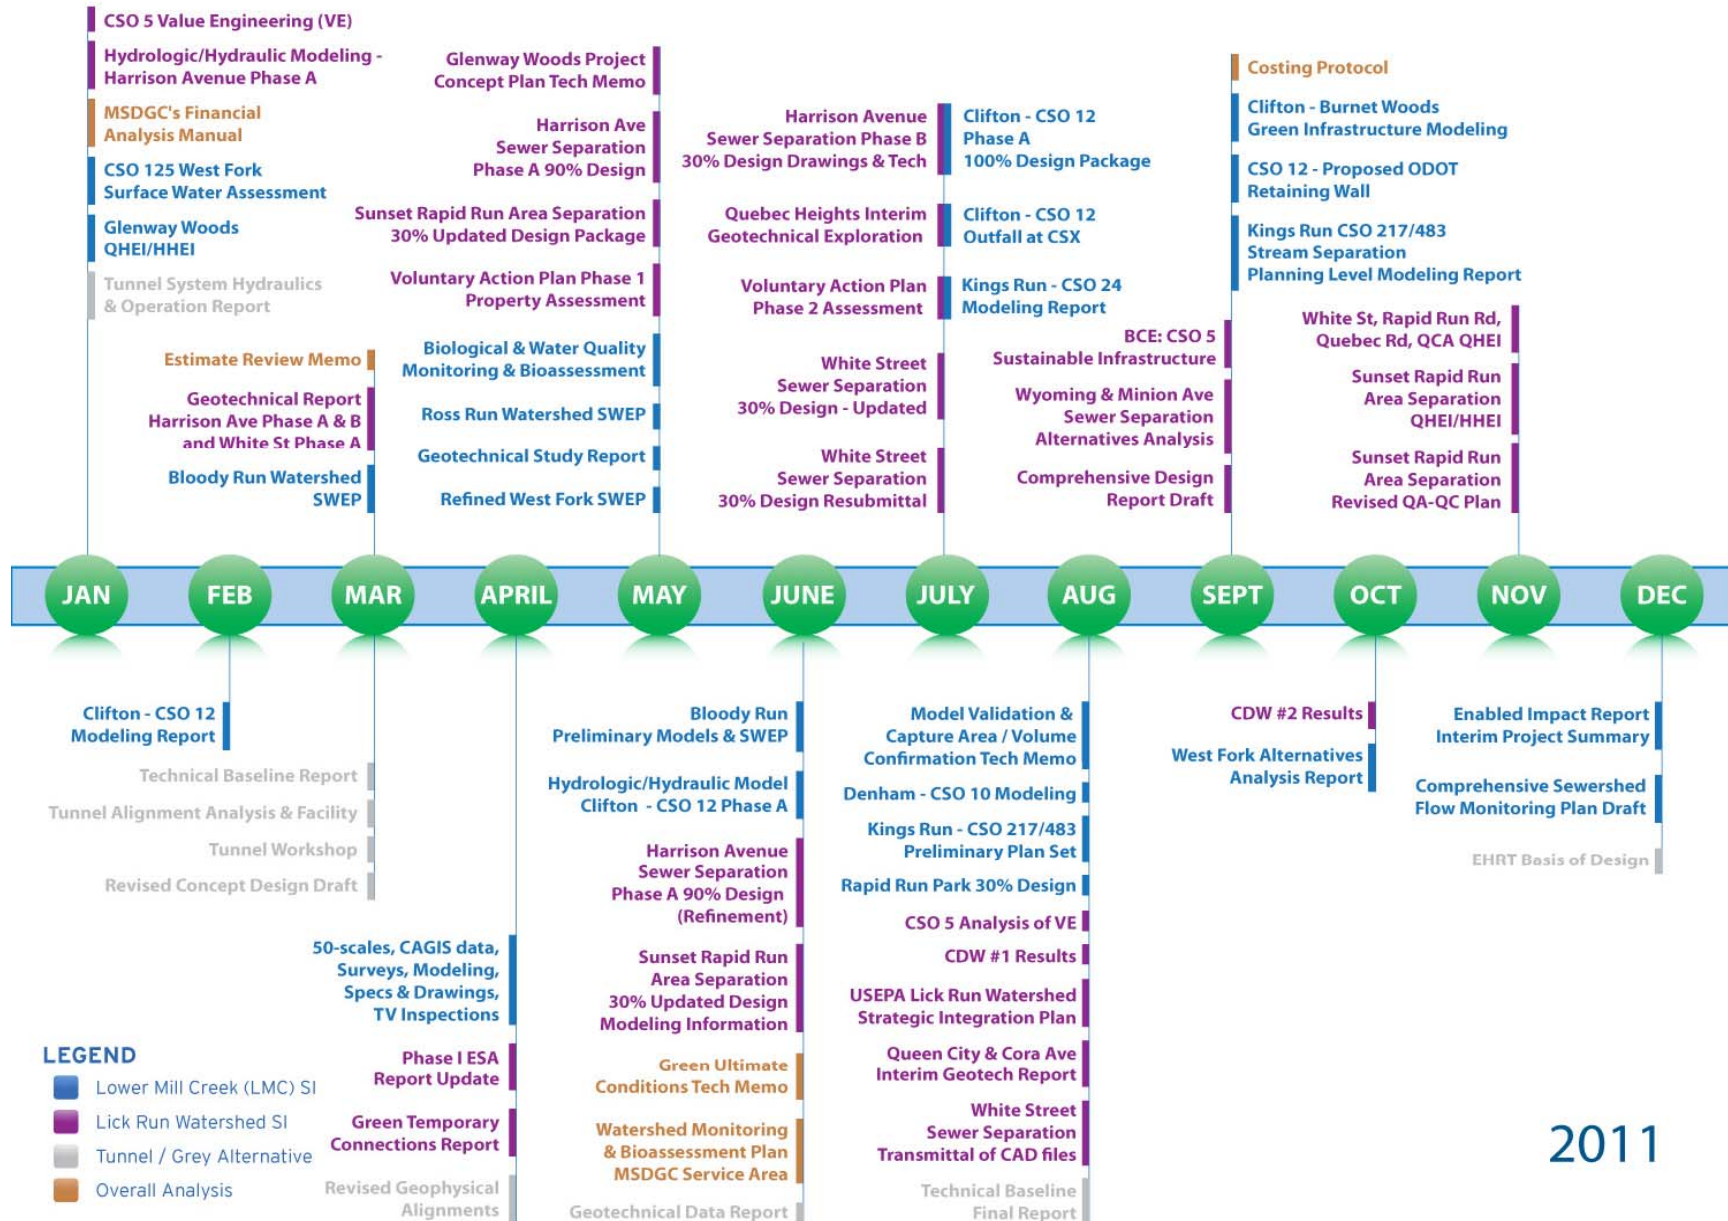 CSO 5 Value Engineering (VE)
Hydrologic/Hydraulic Modeling -
Harrison Avenue Phase A
MSDGC's Financial
Analysis Manual
CSO 125 West Fork
Surface Water Assessment
Glenway Woods
QHEI/HHEI
Tunnel System Hydraulics
& Operation Report
Estimate Review Memo
Geotechnical Report
Harrison Ave Phase A & B
and White St Phase A
Bloody Run Watershed
SWEP
Glenway Woods Project
Concept Plan Tech Memo
Harrison Ave
Sewer Separation
Phase A 90% Design
Sunset Rapid Run Area Separation
30% Updated Design Package
Voluntary Action Plan Phase 1
Property Assessment
Biological & Water Quality
Monitoring & Bioassessment
Ross Run Watershed SWEP
Geotechnical Study Report
Refined West Fork SWEP
Harrison Avenue
Sewer Separation Phase B
30% Design Drawings & Tech
Quebec Heights Interim
Geotechnical Exploration
Voluntary Action Plan
Phase 2 Assessment
White Street
Sewer Separation
30% Design - Updated
White Street
Sewer Separation
30% Design Resubmittal
Clifton - CSO 12
Phase A
100% Design Package
Clifton - CSO 12
Outfall at CSX
Kings Run - CSO 24
Modeling Report
Costing Protocol
Clifton - Burnet Woods
Green Infrastructure Modeling
CSO 12 - Proposed ODOT
Retaining Wall
Kings Run CSO 217/483
Stream Separation
Planning Level Modeling Report
BCE: CSO 5
Sustainable Infrastructure
Wyoming & Minion Ave
Sewer Separation
Alternatives Analysis
Comprehensive Design
Report Draft
White St, Rapid Run Rd,
Quebec Rd, QCA QHEI
Sunset Rapid Run
Area Separation
QHEI/HHEI
Sunset Rapid Run
Area Separation
Revised QA-QC Plan
JAN
FEB
MAR
APRIL
MAY
JUNE
JULY
AUG
SEPT
OCT
NOV
DEC
Clifton - CSO 12
Modeling Report
Technical Baseline Report
Tunnel Alignment Analysis & Facility
Tunnel Workshop
Revised Concept Design Draft
50-scales, CAGIS data,
Surveys, Modeling,
Specs & Drawings,
TV Inspections
Phase I ESA
Report Update
Green Temporary
Connections Report
Revised Geophysical
Alignments
Bloody Run
Preliminary Models & SWEP
Hydrologic/Hydraulic Model
Clifton - CSO 12 Phase A
Harrison Avenue
Sewer Separation
Phase A 90% Design
(Refinement)
Sunset Rapid Run
Area Separation
30% Updated Design
Modeling Information
Green Ultimate
Conditions Tech Memo
Watershed Monitoring
& Bioassessment Plan
MSDGC Service Area
Geotechnical Data Report
Model Validation &
Capture Area / Volume
Confirmation Tech Memo
Denham - CSO 10 Modeling
Kings Run - CSO 217/483
Preliminary Plan Set
Rapid Run Park 30% Design
CSO 5 Analysis of VE
CDW #1 Results
USEPA Lick Run Watershed
Strategic Integration Plan
Queen City & Cora Ave
Interim Geotech Report
White Street
Sewer Separation
Transmittal of CAD files
Technical Baseline
Final Report
CDW #2 Results
West Fork Alternatives
Analysis Report
Enabled Impact Report
Interim Project Summary
Comprehensive Sewershed
Flow Monitoring Plan Draft
EHRT Basis of Design
LEGEND
Lower Mill Creek (LMC) SI
Lick Run Watershed SI
Tunnel / Grey Alternative
Overall Analysis
2011